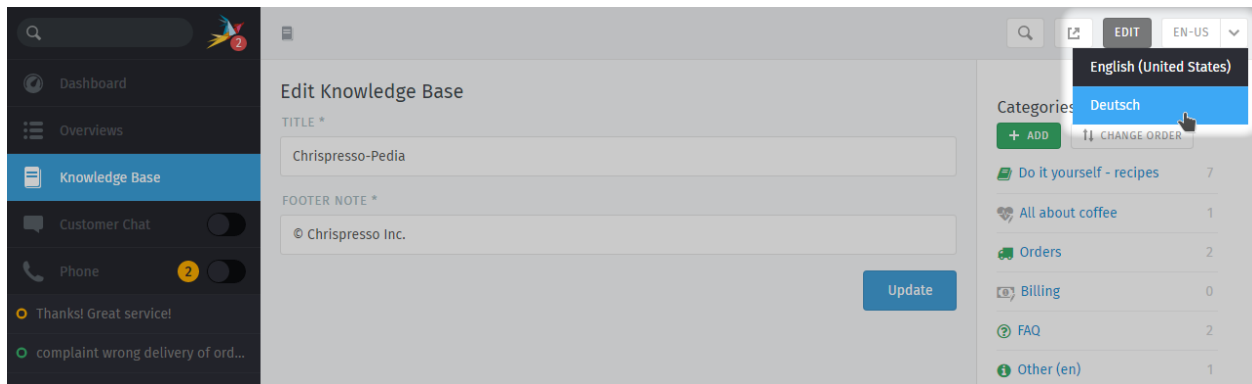 2
Dashboard
Overviews
Knowledge Base
Customer Chat
Phone 2
Thanks! Great service!
complaint wrong delivery of ord...
Edit Knowledge Base
TITLE *
Chrispresso-Pedia
FOOTER NOTE *
© Chrispresso Inc.
Update
EDIT EN-US
English (United States)
Deutsch
Categories
+ ADD CHANGE ORDER
Do it yourself - recipes 7
All about coffee 1
Orders 2
Billing 0
FAQ 2
Other (en) 1